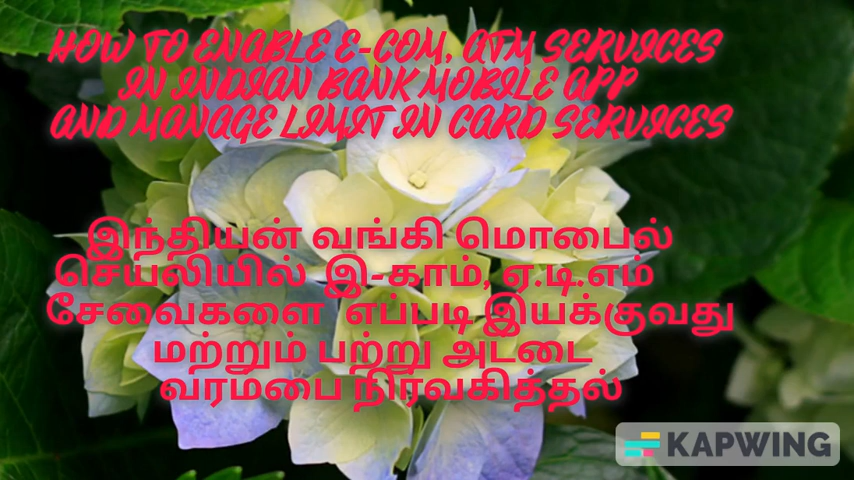 HOW TO ENABLE E-COM, ATM SERVICES
IN INDIAN BANK MOBILE APP
AND MANAGE LIMIT IN CARD SERVICES
இந்தியன் வங்கி மொபைல்
செயலியில் இ-காம், ஏ.டி.எம்
சேவைகளை எப்படி இயக்குவது
மற்றும் பற்று அட்டை
வரம்பை நிர்வகித்தல்
KAPWING